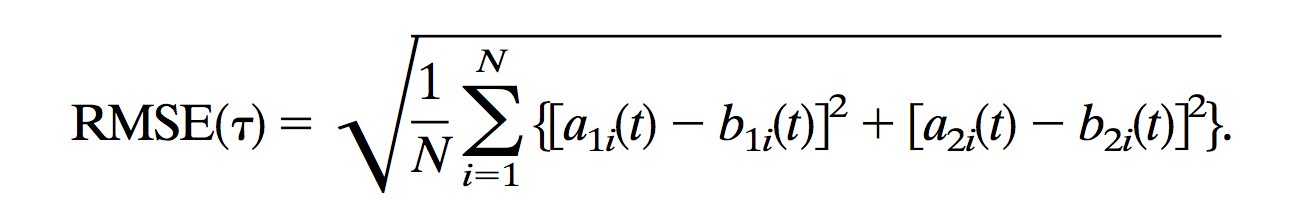 RMSE(τ) = √(1/N ∑_{i=1}^{N} {[a_{1i}(t) − b_{1i}(t)]² + [a_{2i}(t) − b_{2i}(t)]²}).